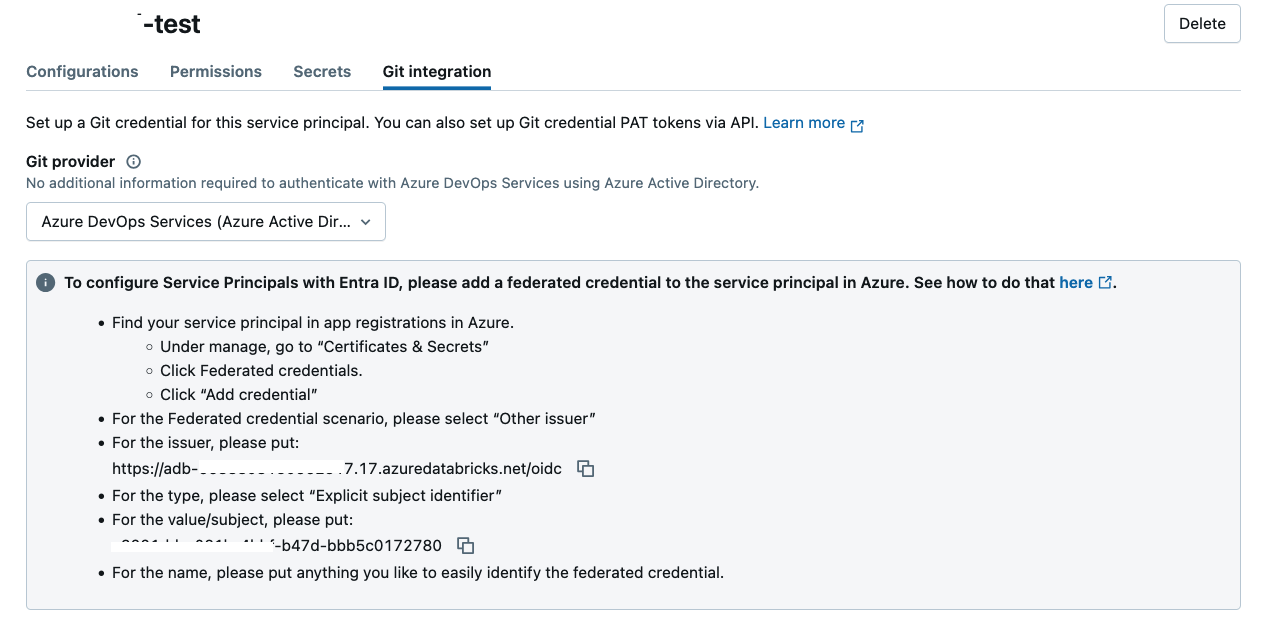 -test
Delete
Configurations Permissions Secrets Git integration
Set up a Git credential for this service principal. You can also set up Git credential PAT tokens via API. Learn more
Git provider
No additional information required to authenticate with Azure DevOps Services using Azure Active Directory.
Azure DevOps Services (Azure Active Dir...
To configure Service Principals with Entra ID, please add a federated credential to the service principal in Azure. See how to do that here.
• Find your service principal in app registrations in Azure.
◦ Under manage, go to “Certificates & Secrets”
◦ Click Federated credentials.
◦ Click “Add credential”
• For the Federated credential scenario, please select “Other issuer”
• For the issuer, please put:
https://adb- 7.17.azuredatabricks.net/oidc
• For the type, please select “Explicit subject identifier”
• For the value/subject, please put:
-b47d-bbb5c0172780
• For the name, please put anything you like to easily identify the federated credential.